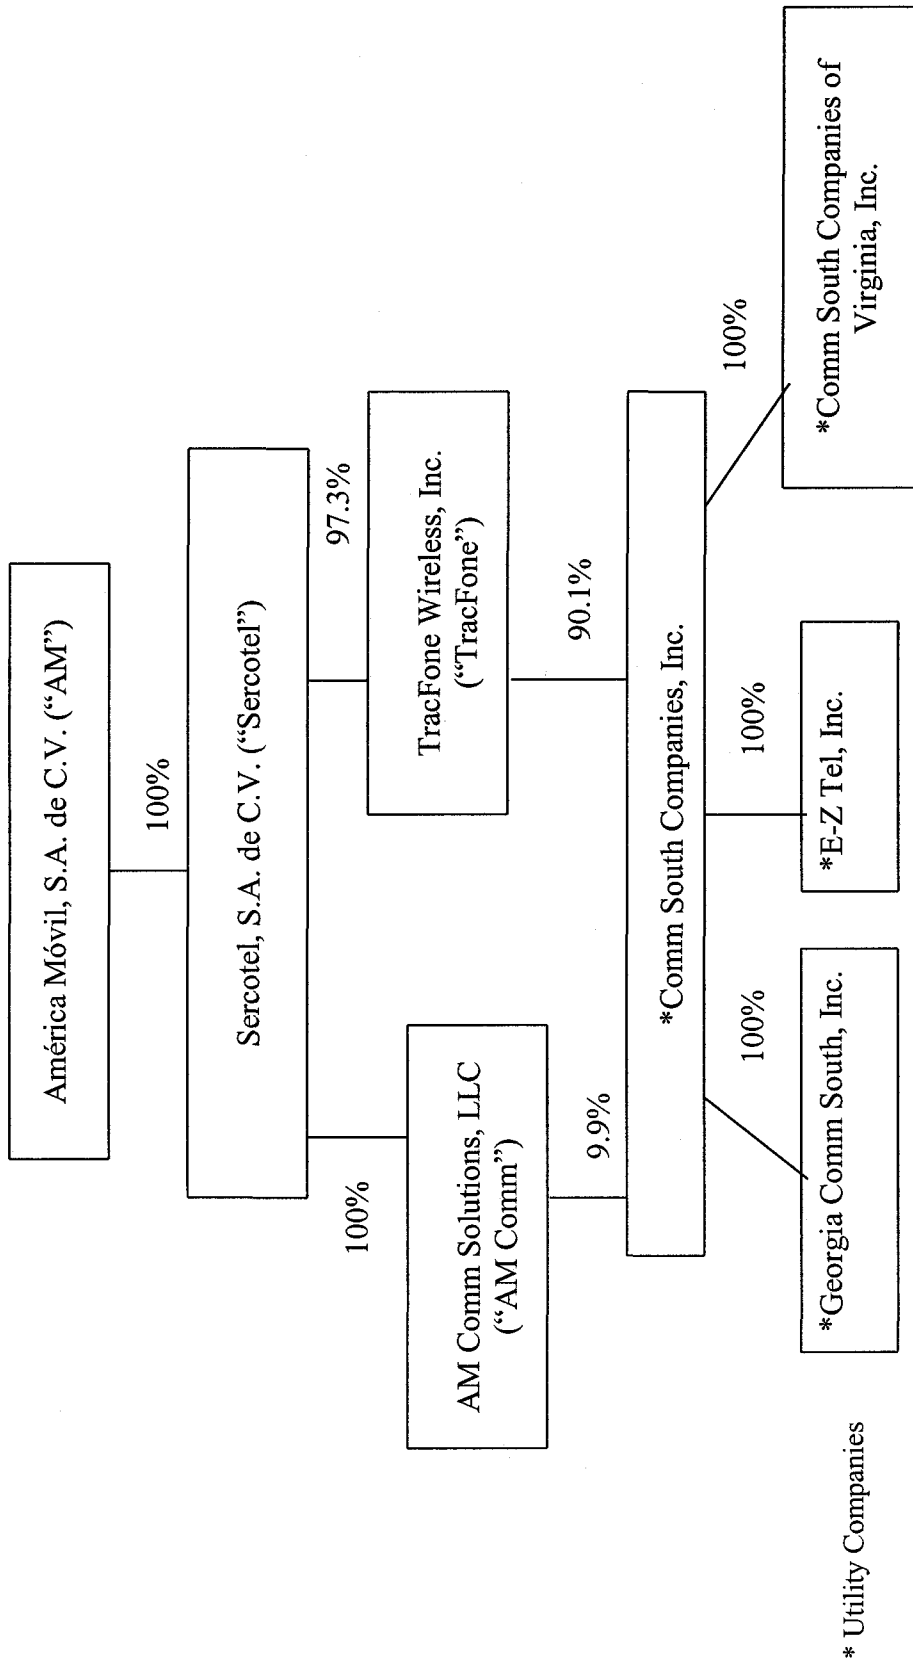 América Móvil, S.A. de C.V. (“AM”)
100%
Sercotel, S.A. de C.V. (“Sercotel”)
100%
97.3%
AM Comm Solutions, LLC
(“AM Comm”)
TracFone Wireless, Inc.
(“TracFone”)
9.9%
90.1%
*Comm South Companies, Inc.
100%
100%
100%
*Georgia Comm South, Inc.
*E-Z Tel, Inc.
*Comm South Companies of
Virginia, Inc.
* Utility Companies